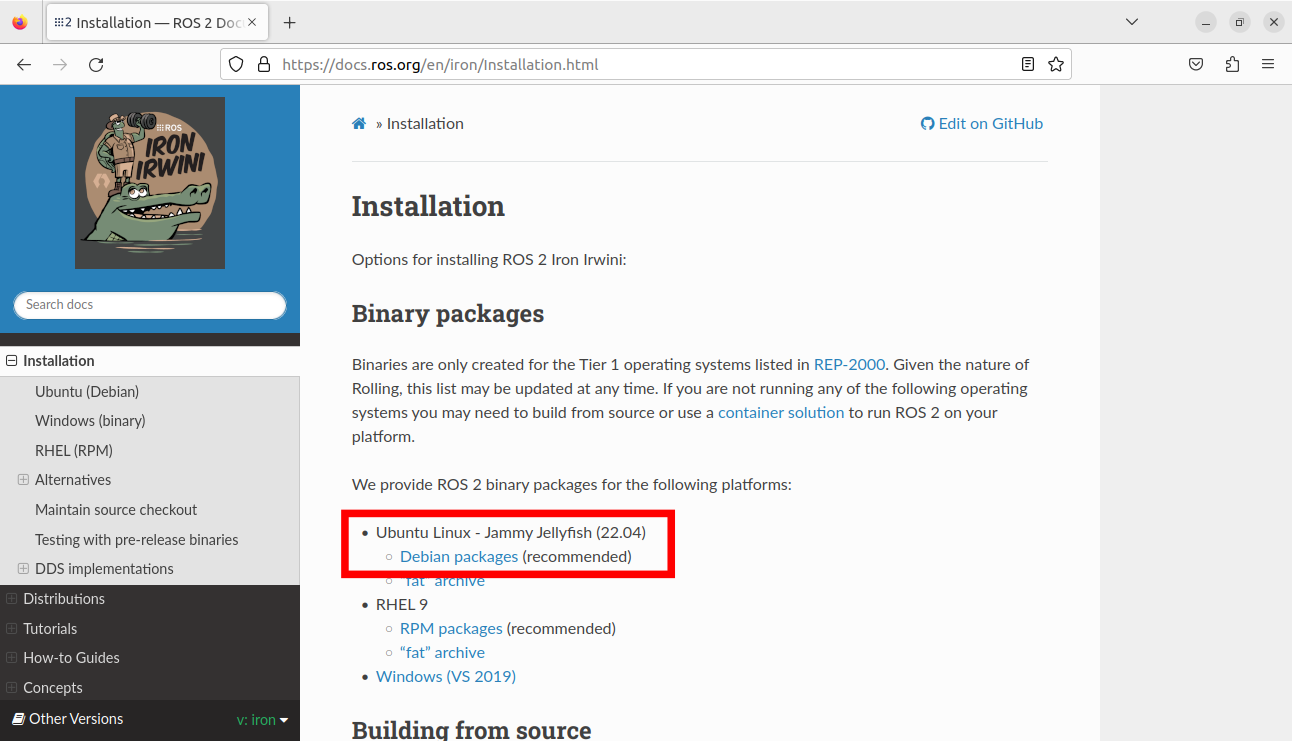 Installation — ROS 2 Doc
https://docs.ros.org/en/iron/Installation.html
ROS
IRON
IRWINI
Search docs
Installation
Ubuntu (Debian)
Windows (binary)
RHEL (RPM)
Alternatives
Maintain source checkout
Testing with pre-release binaries
DDS implementations
Distributions
Tutorials
How-to Guides
Concepts
Other Versions
v: iron
» Installation
Edit on GitHub
Installation
Options for installing ROS 2 Iron Irwini:
Binary packages
Binaries are only created for the Tier 1 operating systems listed in REP-2000. Given the nature of
Rolling, this list may be updated at any time. If you are not running any of the following operating
systems you may need to build from source or use a container solution to run ROS 2 on your
platform.
We provide ROS 2 binary packages for the following platforms:
• Ubuntu Linux - Jammy Jellyfish (22.04)
◦ Debian packages (recommended)
◦ “fat” archive
• RHEL 9
◦ RPM packages (recommended)
◦ “fat” archive
• Windows (VS 2019)
Building from source